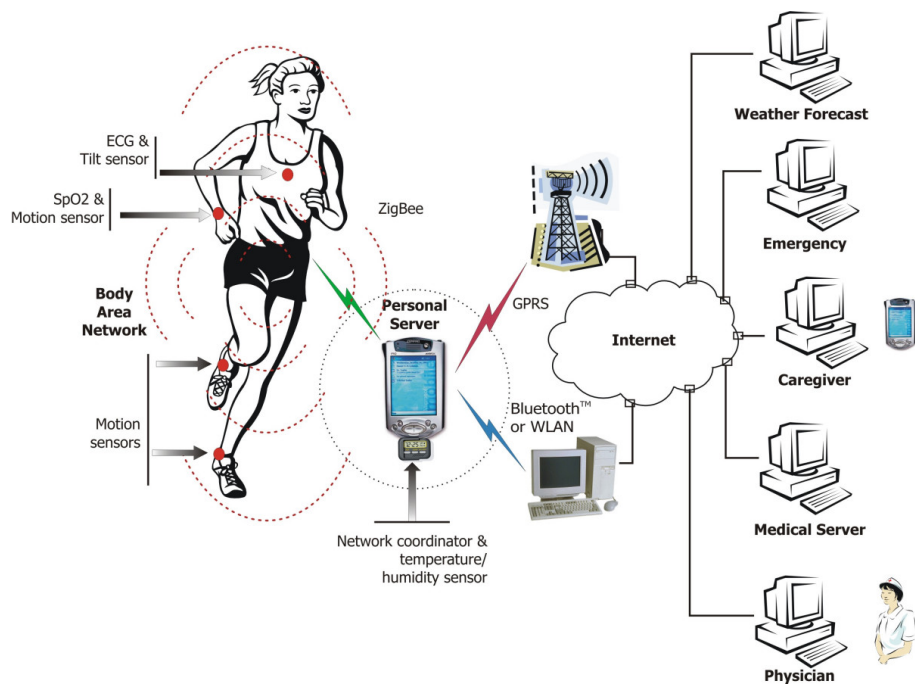 ECG &
Tilt sensor
SpO2 &
Motion sensor
Body
Area
Network
Motion
sensors
ZigBee
Personal
Server
Network coordinator &
temperature/
humidity sensor
GPRS
Bluetooth™
or WLAN
Internet
Weather Forecast
Emergency
Caregiver
Medical Server
Physician